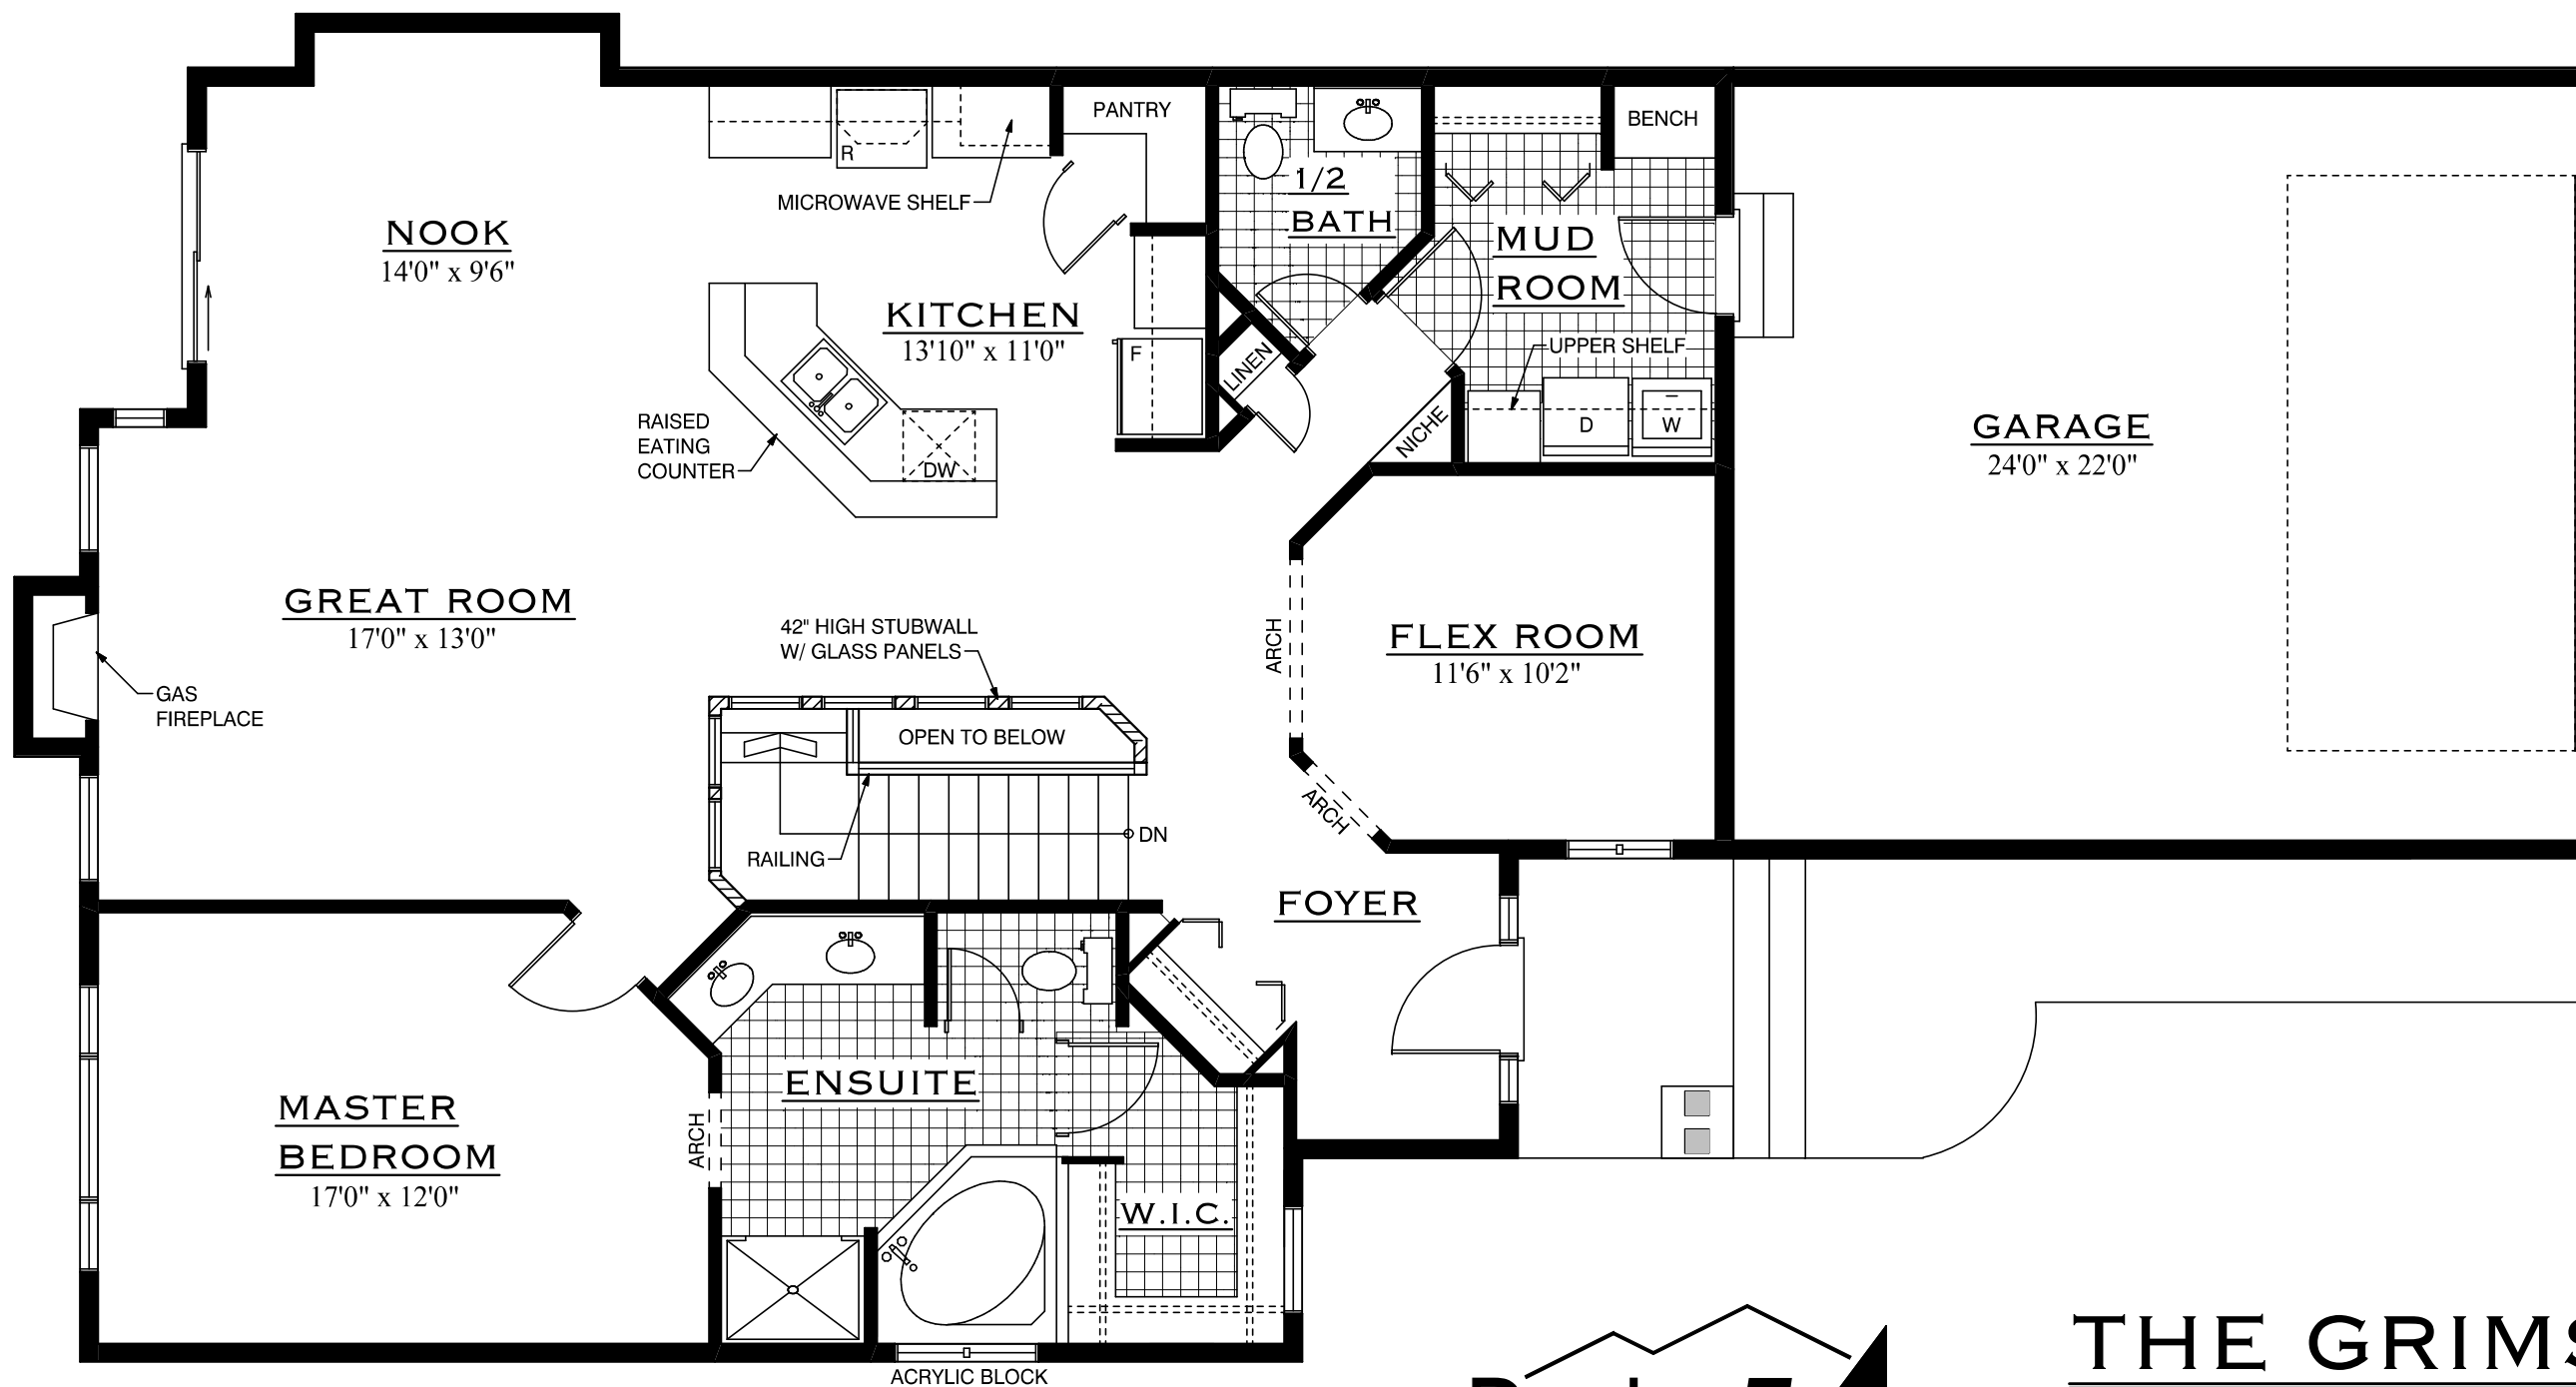 PANTRY
BENCH
R
MICROWAVE SHELF
1/2
BATH
NOOK
14'0" x 9'6"
MUD
ROOM
KITCHEN
13'10" x 11'0"
F
LINEN
UPPER SHELF
RAISED
EATING
COUNTER
DW
NICHE
D
W
GARAGE
24'0" x 22'0"
GREAT ROOM
17'0" x 13'0"
42" HIGH STUBWALL
W/ GLASS PANELS
ARCH
FLEX ROOM
11'6" x 10'2"
GAS
FIREPLACE
OPEN TO BELOW
ARCH
DN
RAILING
FOYER
ENSUITE
MASTER
BEDROOM
17'0" x 12'0"
ARCH
W.I.C.
ACRYLIC BLOCK
THE GRIMS